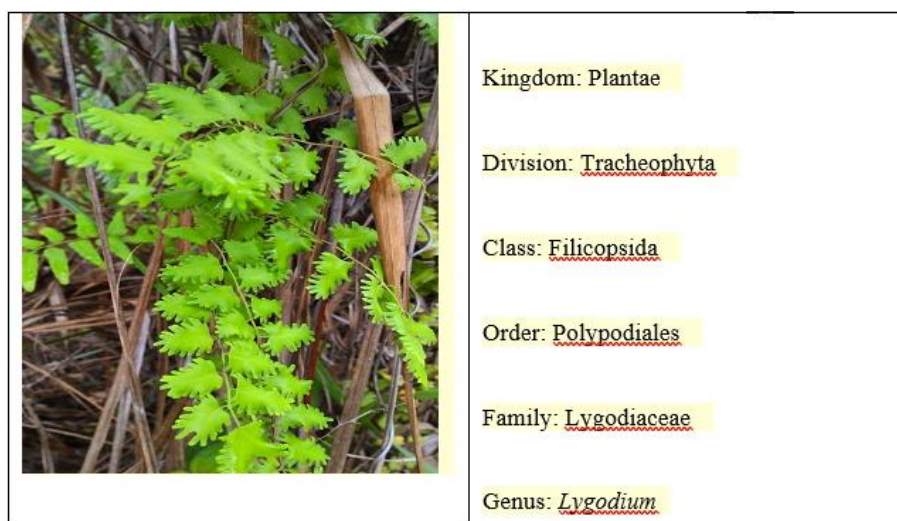 Kingdom: Plantae
Division: Tracheophyta
Class: Filicopsida
Order: Polypodiales
Family: Lygodiaceae
Genus: Lygodium